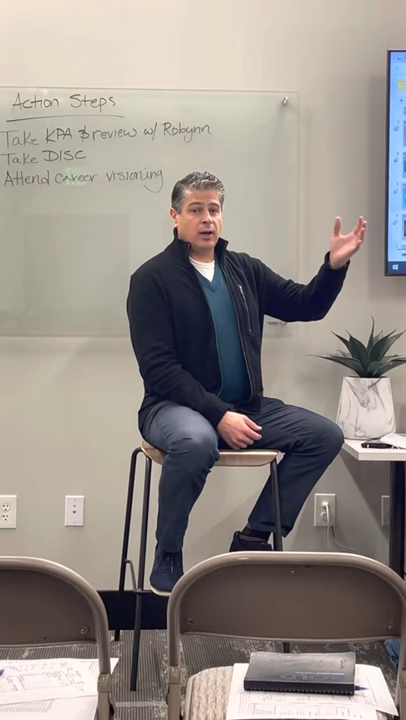 Action Steps
Take KPA & review w/ Robynn
Take DISC
Attend career visioning